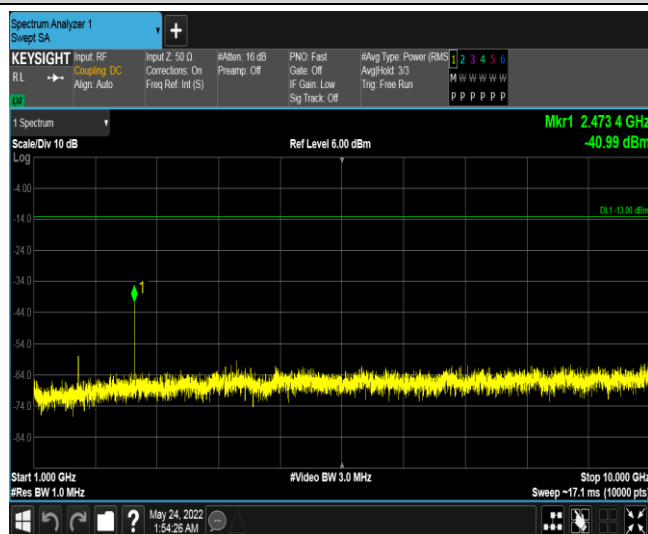 Spectrum Analyzer 1
Swept SA
+
KEYSIGHT Input: RF Input Z: 50 Ω #Atten: 16 dB PNO: Fast #Avg Type: Power (RMS 1 2 3 4 5 6
RL Coupling: DC Corrections: On Preamp: Off Gate: Off Avg|Hold: 3/3 M W W W W W
Align: Auto Freq Ref: Int (S) IF Gain: Low Trig: Free Run
Sig Track: Off P P P P P P
LXI
1 Spectrum Mkr1 2.473 4 GHz
Scale/Div 10 dB Ref Level 6.00 dBm -40.99 dBm
Log
-4.00
DL1 -13.00 dBm
-14.0
-24.0
-34.0
1
-44.0
-54.0
-64.0
-74.0
-84.0
Start 1.000 GHz #Video BW 3.0 MHz Stop 10.000 GHz
#Res BW 1.0 MHz Sweep ~17.1 ms (10000 pts)
? May 24, 2022
1:54:26 AM